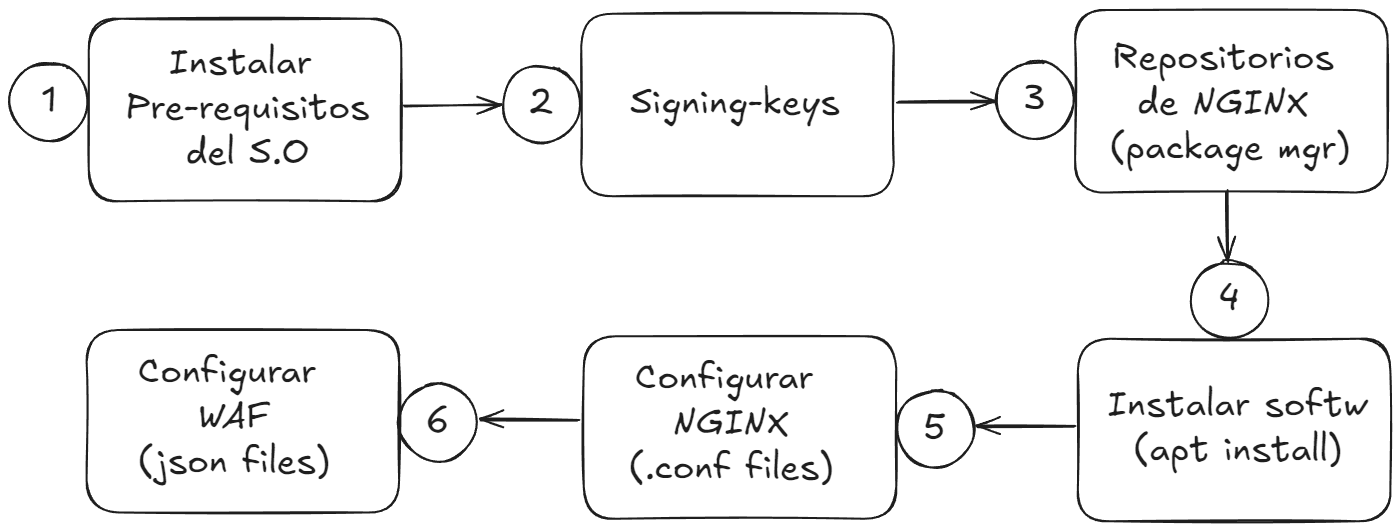 1
Instalar
Pre-requisitos
del S.O
2
Signing-keys
3
Repositorios
de NGINX
(package mgr)
4
Instalar softw
(apt install)
5
Configurar
NGINX
(.conf files)
6
Configurar
WAF
(json files)